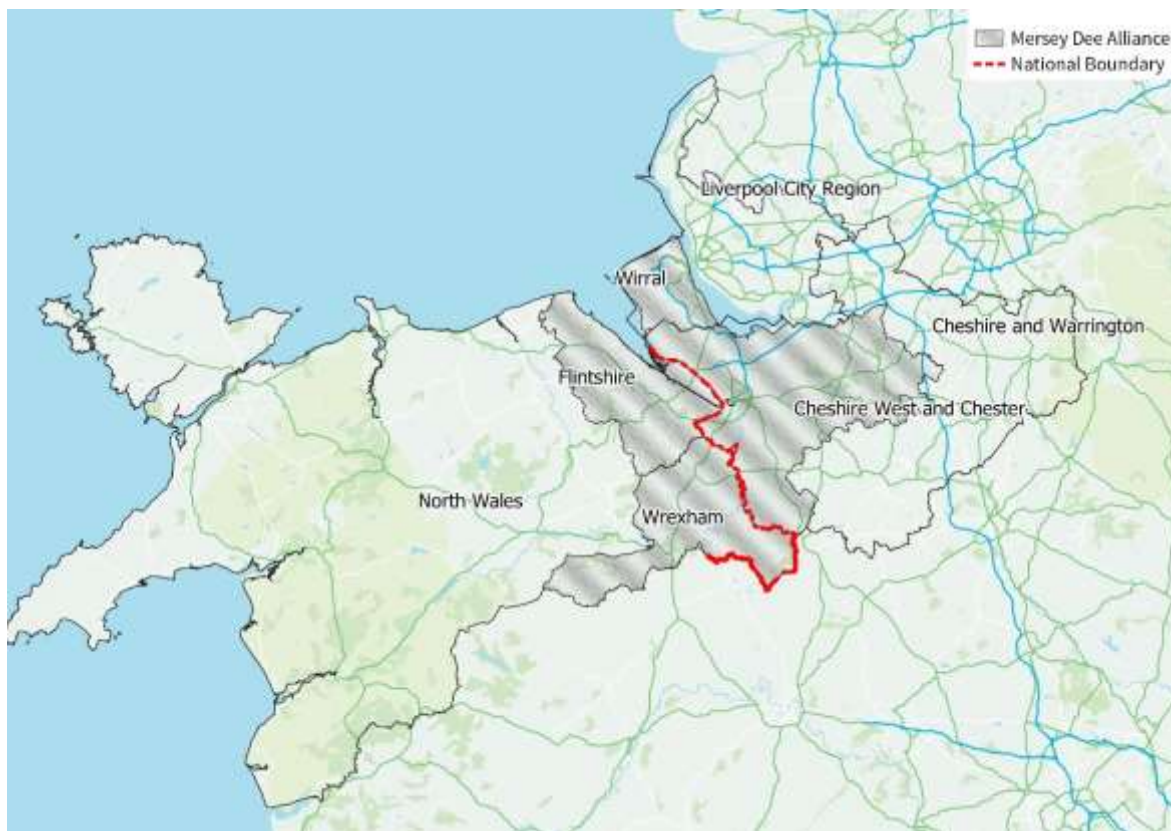 Mersey Dee Alliance
National Boundary
Liverpool City Region
Wirral
Cheshire and Warrington
Flintshire
Cheshire West and Chester
North Wales
Wrexham